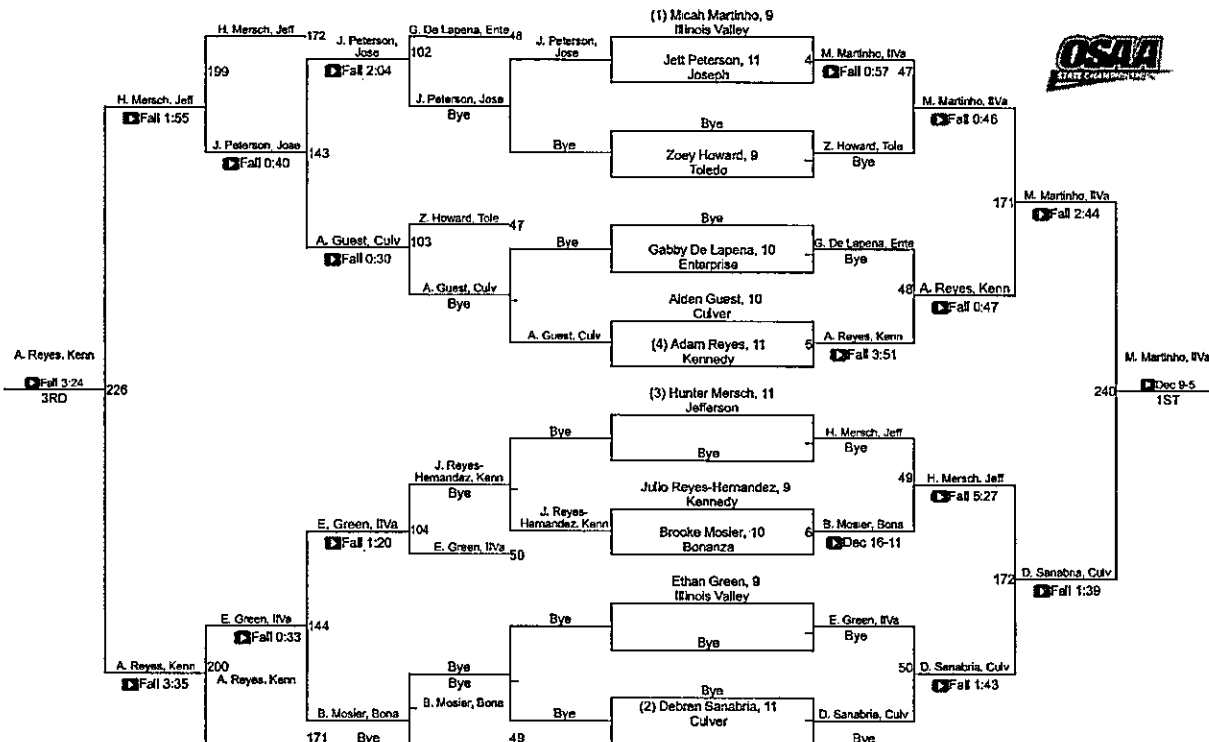 OSAA
STATE CHAMPIONSHIPS
A. Reyes, Kenn
Fall 3:24
3RD
226
H. Mersch, Jeff
Fall 1:55
A. Reyes, Kenn
Fall 3:35
H. Mersch, Jeff
172
199
J. Peterson, Jose
Fall 0:40
143
E. Green, IlVa
Fall 0:33
144
200
A. Reyes, Kenn
J. Peterson,
Jose
Fall 2:04
A. Guest, Culv
Fall 0:30
E. Green, IlVa
Fall 1:20
B. Mosier, Bona
171
Bye
G. De Lapena, Ente
48
102
J. Peterson, Jose
Bye
Z. Howard, Tole
47
103
A. Guest, Culv
Bye
J. Reyes-
Hernandez, Kenn
Bye
104
E. Green, IlVa
50
Bye
Bye
B. Mosier, Bona
49
J. Peterson,
Jose
Bye
Bye
A. Guest, Culv
Bye
J. Reyes-
Hernandez, Kenn
Bye
Bye
(1) Micah Martinho, 9
Illinois Valley
Jett Peterson, 11
Joseph
4
Bye
Zoey Howard, 9
Toledo
Bye
Gabby De Lapena, 10
Enterprise
Aiden Guest, 10
Culver
(4) Adam Reyes, 11
Kennedy
5
(3) Hunter Mersch, 11
Jefferson
Bye
Julio Reyes-Hernandez, 9
Kennedy
Brooke Mosier, 10
Bonanza
6
Ethan Green, 9
Illinois Valley
Bye
Bye
(2) Debren Sanabria, 11
Culver
M. Martinho, IlVa
Fall 0:57
47
Z. Howard, Tole
Bye
G. De Lapena, Ente
Bye
48
A. Reyes, Kenn
Fall 3:51
H. Mersch, Jeff
Bye
49
B. Mosier, Bona
Dec 16-11
E. Green, IlVa
Bye
50
D. Sanabria, Culv
Bye
M. Martinho, IlVa
Fall 0:46
171
A. Reyes, Kenn
Fall 0:47
H. Mersch, Jeff
Fall 5:27
172
D. Sanabria, Culv
Fall 1:43
M. Martinho, IlVa
Fall 2:44
240
D. Sanabria, Culv
Fall 1:39
M. Martinho, IlVa
Dec 9-5
1ST